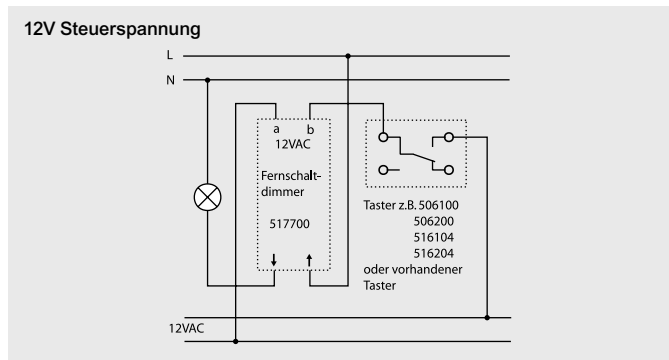 12V Steuerspannung
L
N
a b
12VAC
Fernschalt-
dimmer
517700
Taster z.B. 506100
506200
516104
516204
oder vorhandener
Taster
12VAC